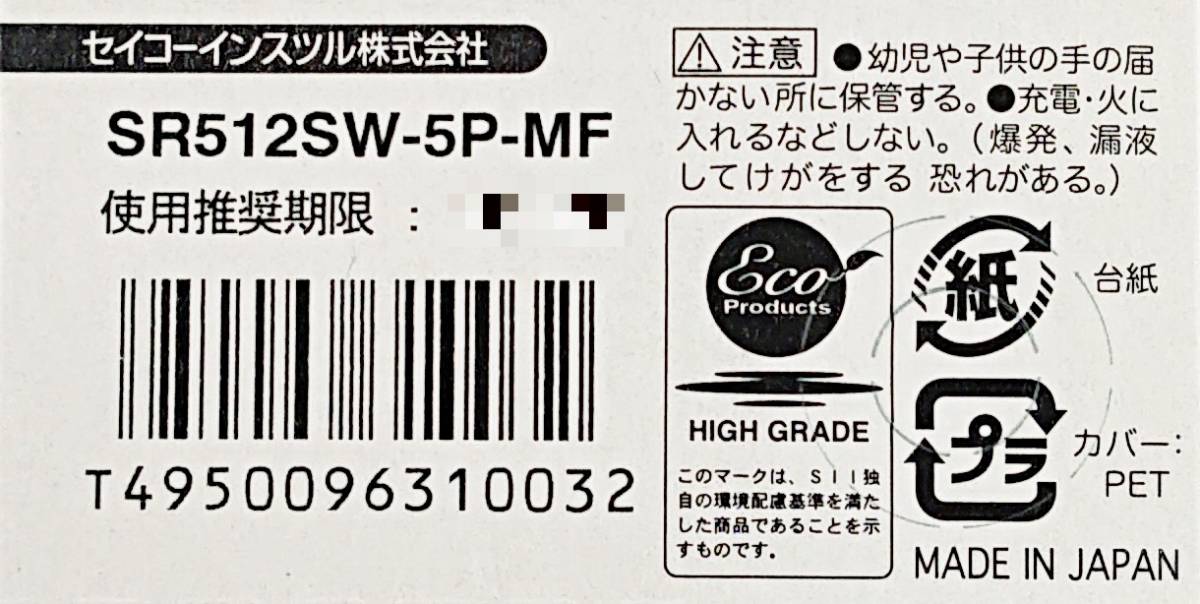 セイコーインスツル株式会社
SR512SW-5P-MF
使用推奨期限 :
T4950096310032
⚠注意 ●幼児や子供の手の届
かない所に保管する。●充電・火に
入れるなどしない。(爆発、漏液
してけがをする 恐れがある。)
Eco
Products
HIGH GRADE
このマークは、SII独
自の環境配慮基準を満た
した商品であることを示
すものです。
紙
台紙
プラ
カバー:
PET
MADE IN JAPAN